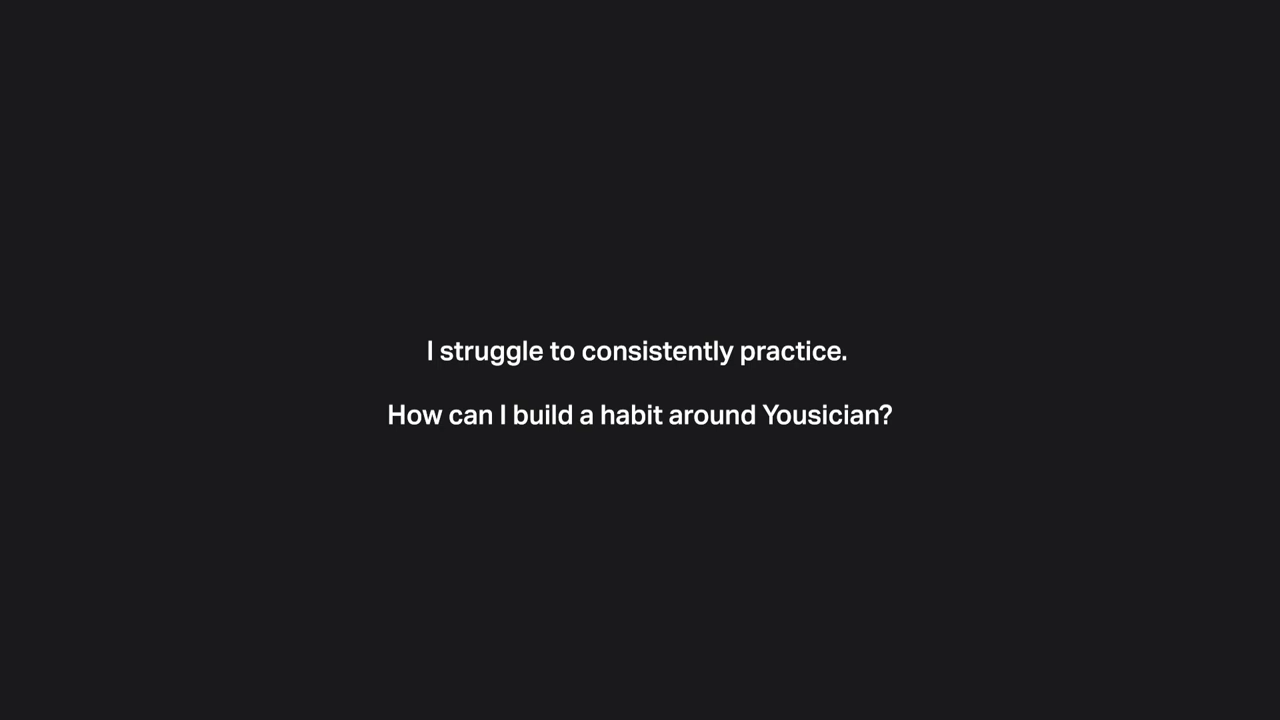 I struggle to consistently practice.
How can I build a habit around Yousician?